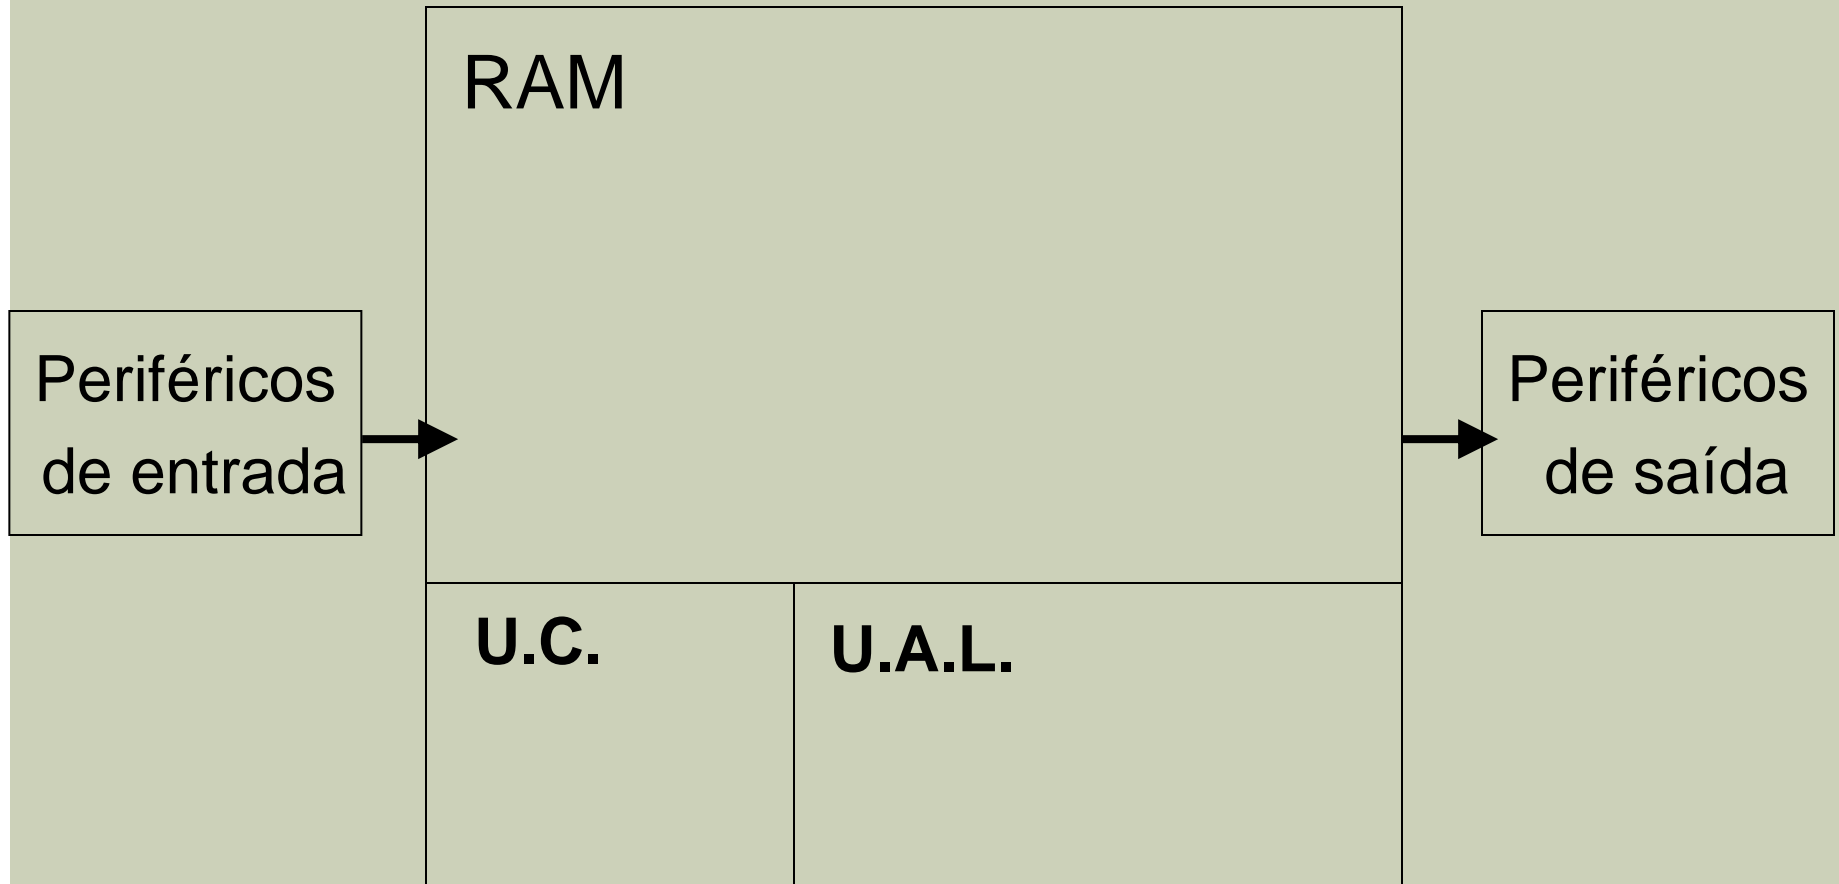 RAM
Periféricos
de entrada
Periféricos
de saída
U.C.
U.A.L.